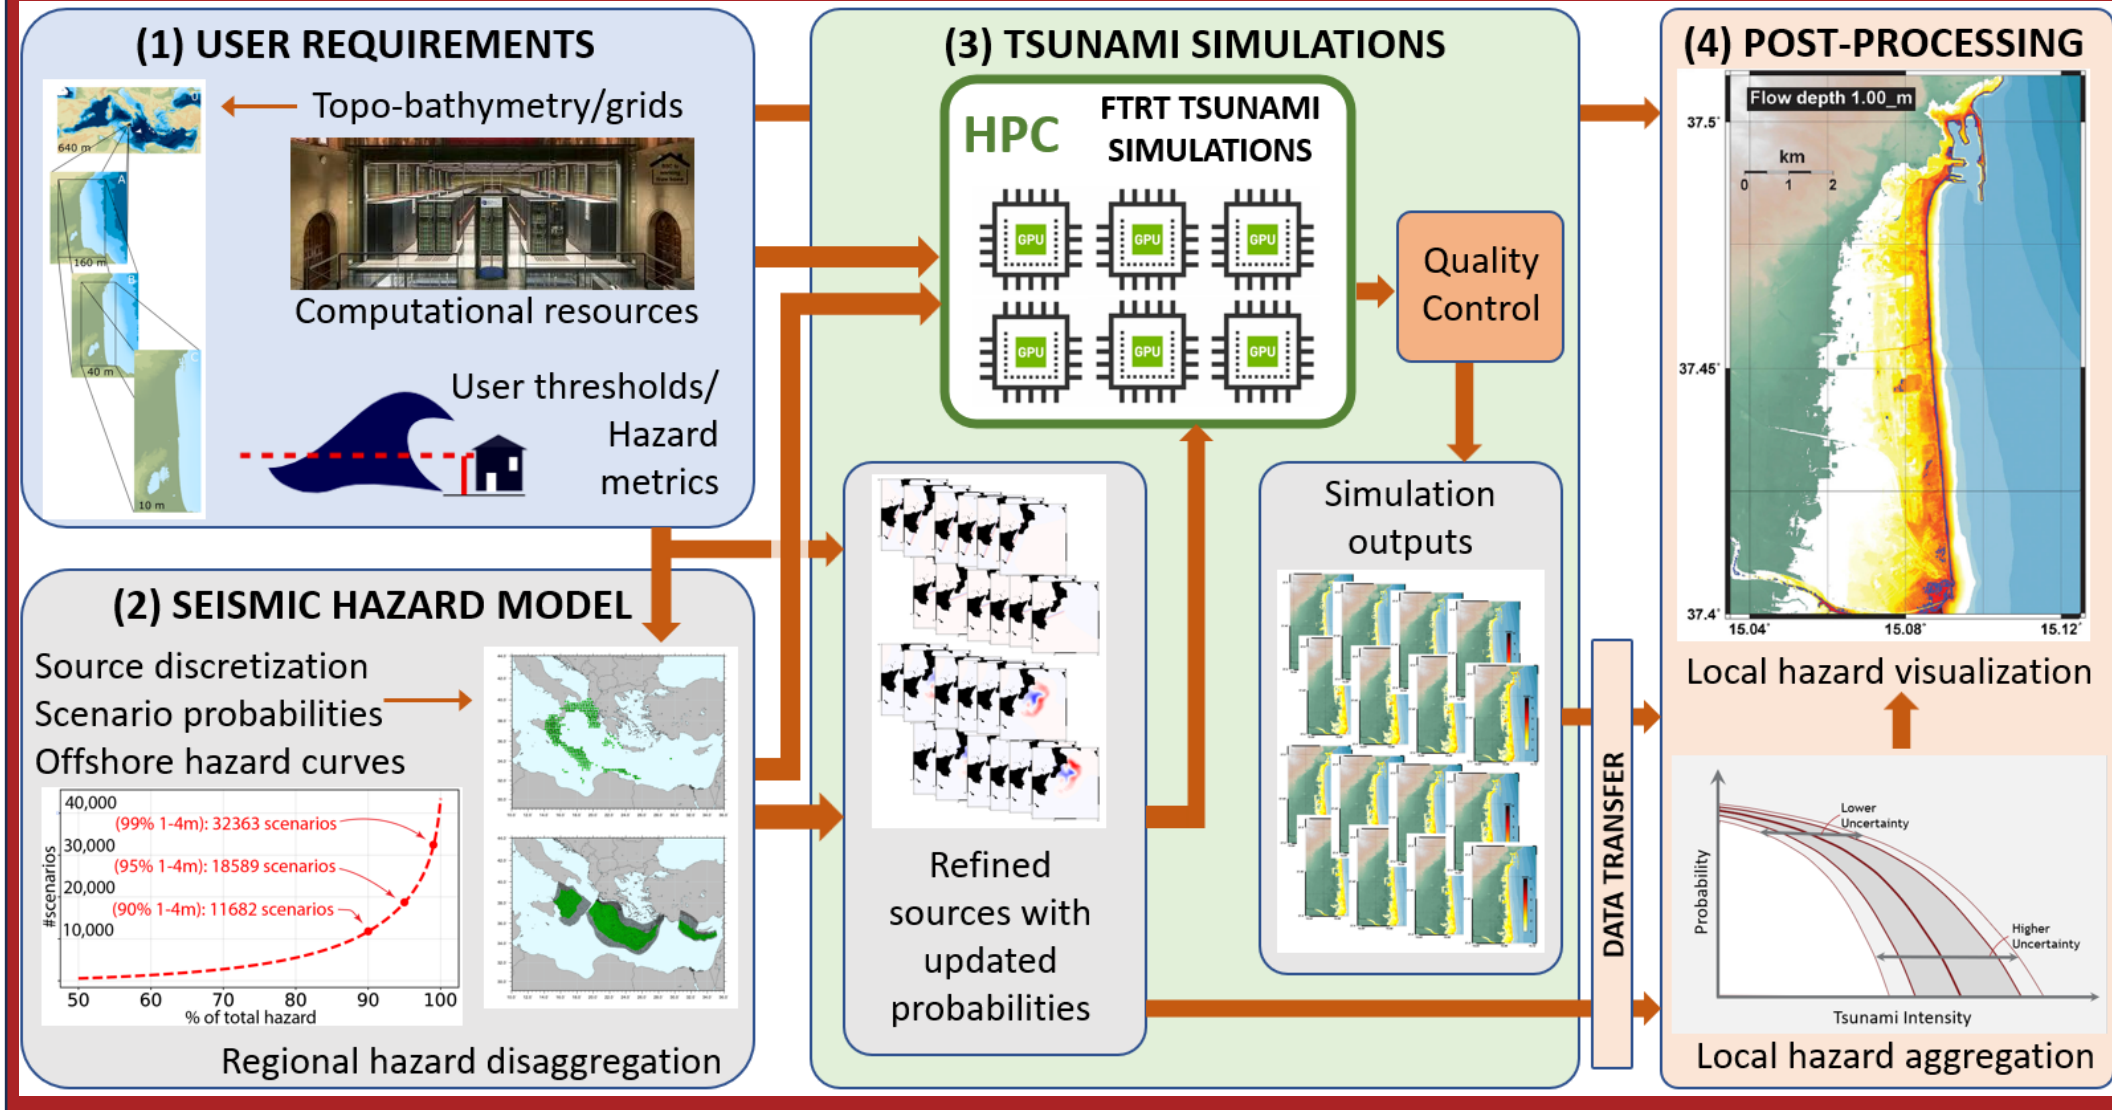 (1) USER REQUIREMENTS
Topo-bathymetry/grids
640 m
A
160 m
B
40 m
C
10 m
Computational resources
User thresholds/
Hazard
metrics
(2) SEISMIC HAZARD MODEL
Source discretization
Scenario probabilities
Offshore hazard curves
#scenarios
40,000
30,000
20,000
10,000
(99% 1-4m): 32363 scenarios
(95% 1-4m): 18589 scenarios
(90% 1-4m): 11682 scenarios
50 60 70 80 90 100
% of total hazard
Regional hazard disaggregation
(3) TSUNAMI SIMULATIONS
HPC
FTRT TSUNAMI
SIMULATIONS
GPU GPU GPU
GPU GPU GPU
Quality
Control
Refined
sources with
updated
probabilities
Simulation
outputs
DATA TRANSFER
(4) POST-PROCESSING
Flow depth 1.00_m
km
0 1 2
37.5°
37.45°
37.4°
15.04° 15.08° 15.12°
Local hazard visualization
Probability
Lower
Uncertainty
Higher
Uncertainty
Tsunami Intensity
Local hazard aggregation